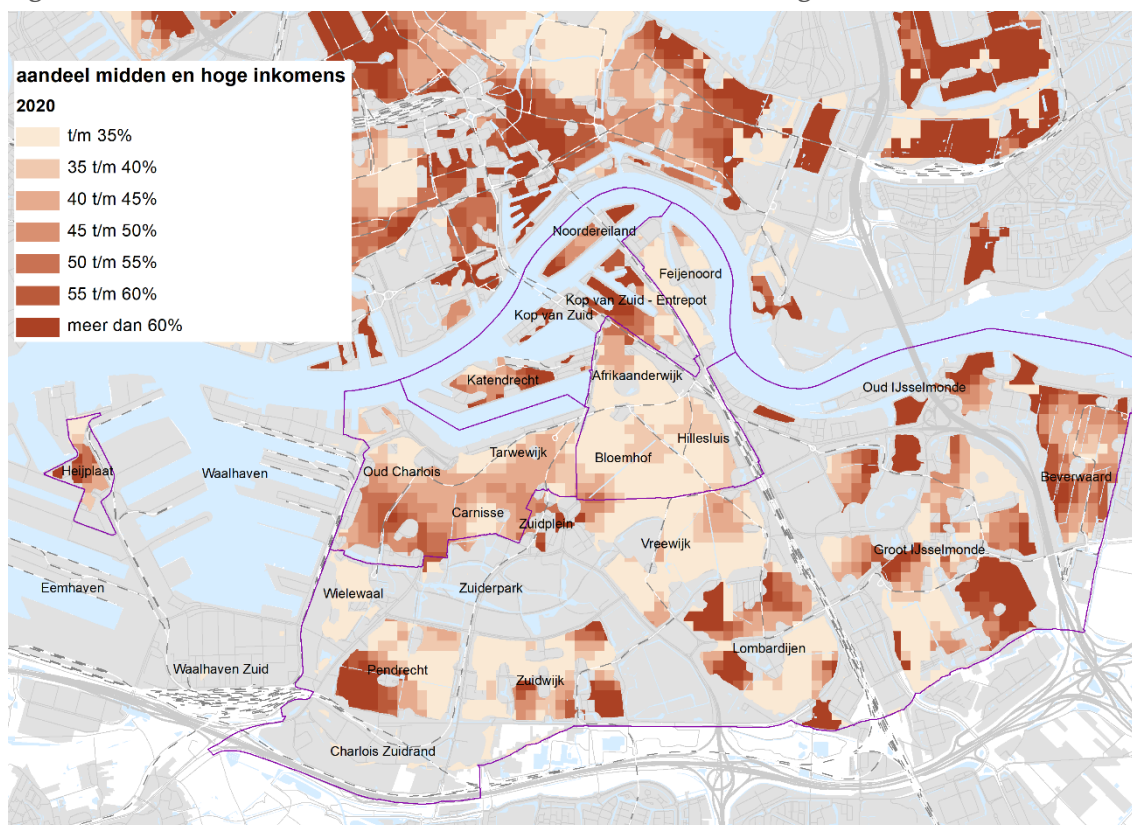 aandeel midden en hoge inkomens
2020
t/m 35%
35 t/m 40%
40 t/m 45%
45 t/m 50%
50 t/m 55%
55 t/m 60%
meer dan 60%
Noordereiland
Feijenoord
Kop van Zuid - Entrepot
Kop van Zuid
Katendrecht
Afrikaanderwijk
Oud IJsselmonde
Hillesluis
Tarwewijk
Bloemhof
Heijplaat
Waalhaven
Oud Charlois
Beverwaard
Carnisse
Zuidplein
Vreewijk
Groot IJsselmonde
Eemhaven
Wielewaal
Zuiderpark
Waalhaven Zuid
Pendrecht
Zuidwijk
Lombardijen
Charlois Zuidrand